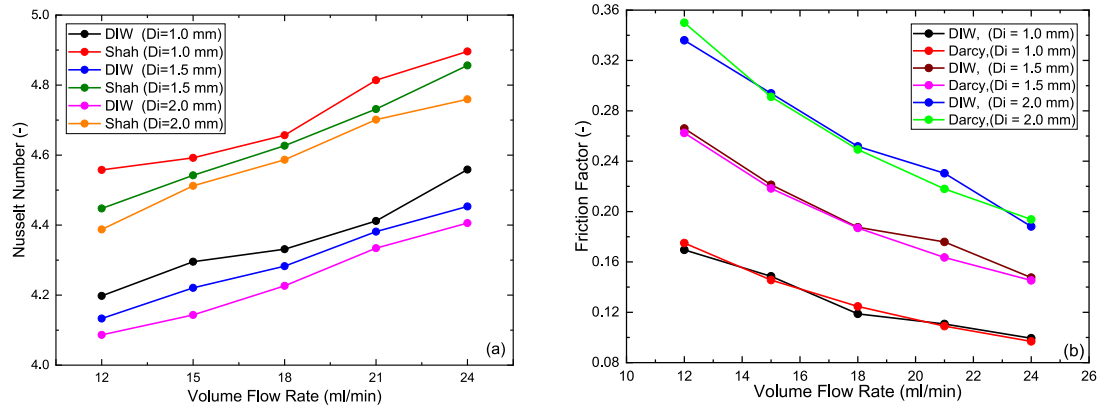 5.0
4.8
4.6
4.4
4.2
4.0
Nusselt Number (-)
DIW (Di=1.0 mm)
Shah (Di=1.0 mm)
DIW (Di=1.5 mm)
Shah (Di=1.5 mm)
DIW (Di=2.0 mm)
Shah (Di=2.0 mm)
(a)
12 15 18 21 24
Volume Flow Rate (ml/min)
0.36
0.32
0.28
0.24
0.20
0.16
0.12
0.08
Friction Factor (-)
DIW, (Di = 1.0 mm)
Darcy,(Di = 1.0 mm)
DIW, (Di = 1.5 mm)
Darcy,(Di = 1.5 mm)
DIW, (Di = 2.0 mm)
Darcy,(Di = 2.0 mm)
(b)
10 12 14 16 18 20 22 24 26
Volume Flow Rate (ml/min)